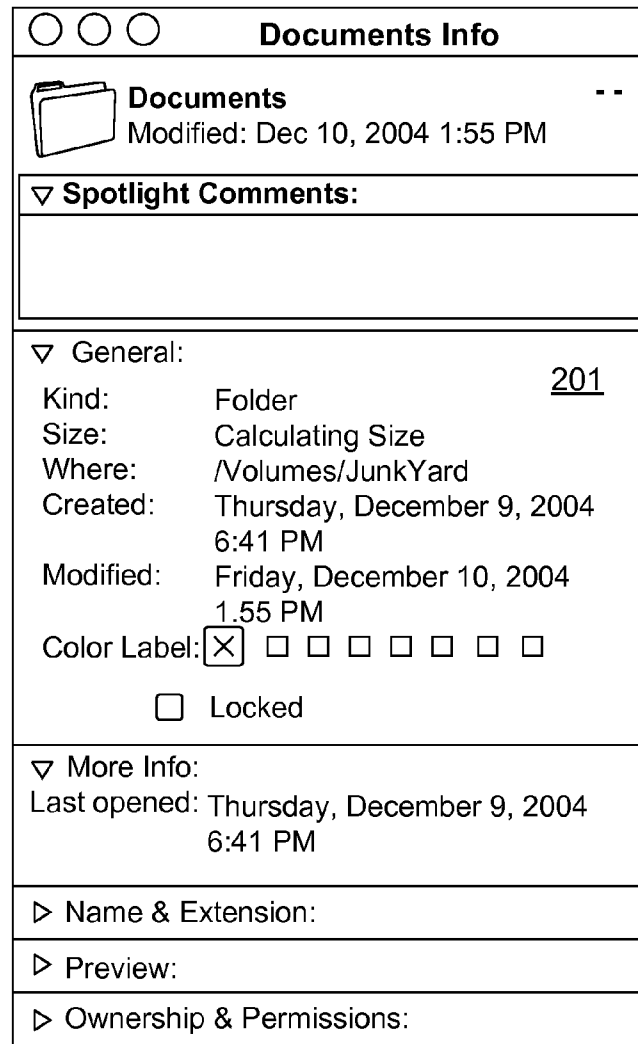 Documents Info
Documents
--
Modified: Dec 10, 2004 1:55 PM
Spotlight Comments:
General:
201
Kind: Folder
Size: Calculating Size
Where: /Volumes/JunkYard
Created: Thursday, December 9, 2004
6:41 PM
Modified: Friday, December 10, 2004
1.55 PM
Color Label:
Locked
More Info:
Last opened: Thursday, December 9, 2004
6:41 PM
Name & Extension:
Preview:
Ownership & Permissions: